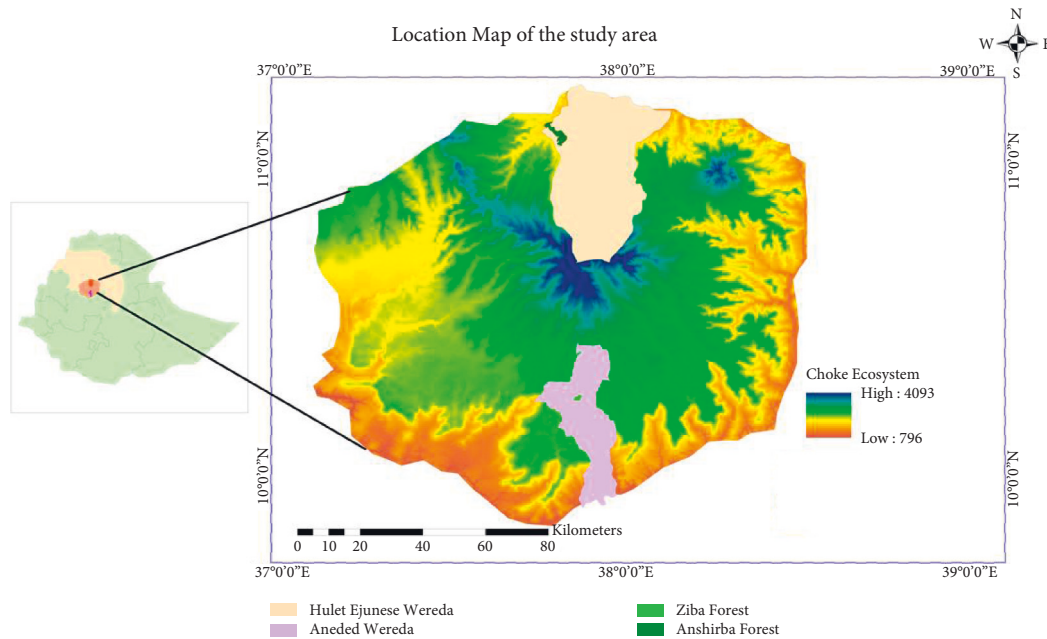 Location Map of the study area
N
W E
S
37°0'0"E 38°0'0"E 39°0'0"E
11°0'0"N 11°0'0"N
Choke Ecosystem
High : 4093
Low : 796
10°0'0"N 10°0'0"N
Kilometers
0 10 20 40 60 80
37°0'0"E 38°0'0"E 39°0'0"E
Hulet Ejunese Wereda Ziba Forest
Aneded Wereda Anshirba Forest